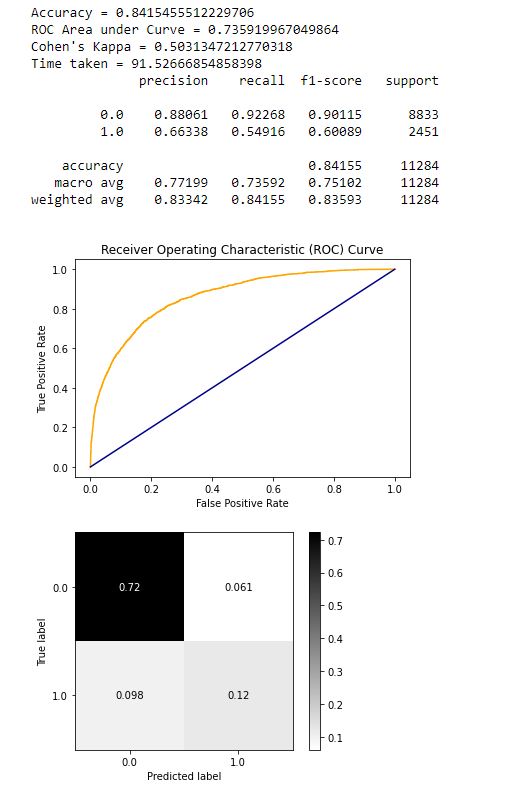 Accuracy = 0.8415455512229706
ROC Area under Curve = 0.735919967049864
Cohen's Kappa = 0.5031347212770318
Time taken = 91.52666854858398
precision recall f1-score support
0.0 0.88061 0.92268 0.90115 8833
1.0 0.66338 0.54916 0.60089 2451
accuracy 0.84155 11284
macro avg 0.77199 0.73592 0.75102 11284
weighted avg 0.83342 0.84155 0.83593 11284
Receiver Operating Characteristic (ROC) Curve
1.0
0.8
0.6
0.4
0.2
0.0
True Positive Rate
0.0 0.2 0.4 0.6 0.8 1.0
False Positive Rate
0.0
1.0
True label
0.72 0.061
0.098 0.12
0.0 1.0
Predicted label
0.7
0.6
0.5
0.4
0.3
0.2
0.1